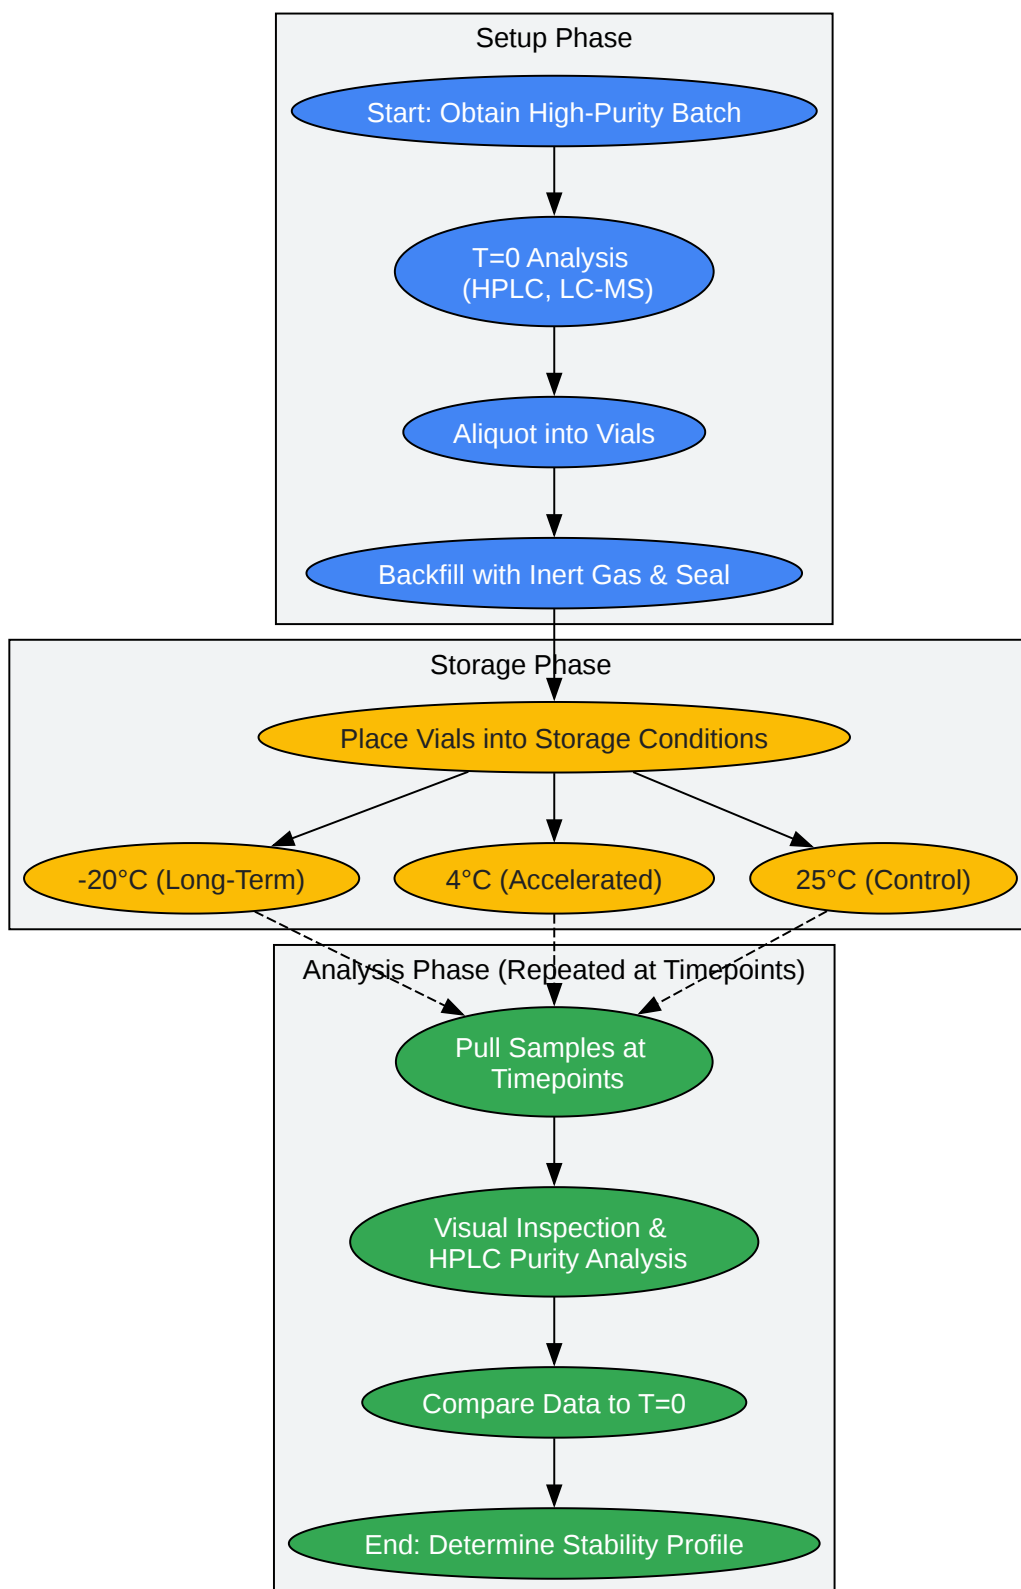 Setup Phase
Start: Obtain High-Purity Batch
T=0 Analysis
(HPLC, LC-MS)
Aliquot into Vials
Backfill with Inert Gas & Seal
Storage Phase
Place Vials into Storage Conditions
-20°C (Long-Term)
4°C (Accelerated)
25°C (Control)
Analysis Phase (Repeated at Timepoints)
Pull Samples at
Timepoints
Visual Inspection &
HPLC Purity Analysis
Compare Data to T=0
End: Determine Stability Profile